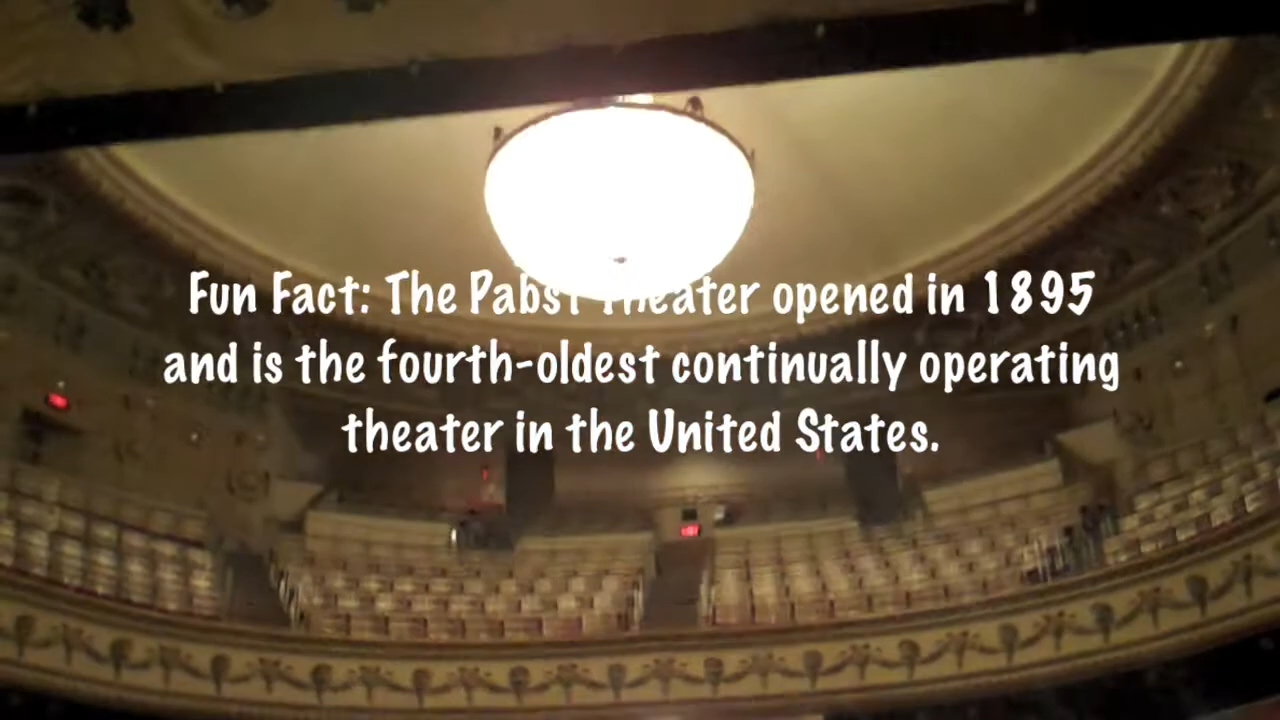 Fun Fact: The Pabst Theater opened in 1895
and is the fourth-oldest continually operating
theater in the United States.